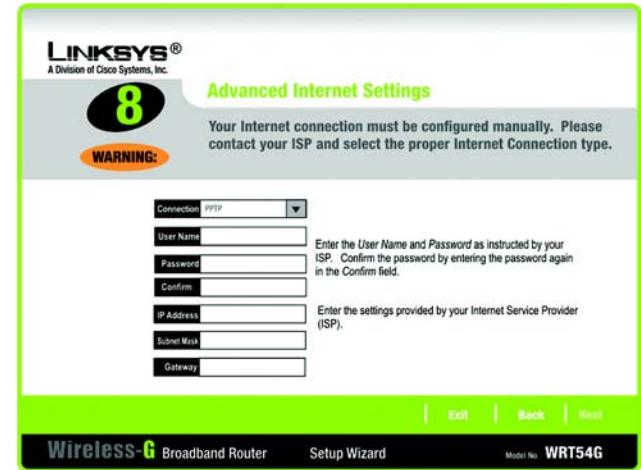 LINKSYS®
A Division of Cisco Systems, Inc.
8
WARNING:
Advanced Internet Settings
Your Internet connection must be configured manually. Please
contact your ISP and select the proper Internet Connection type.
Connection PPTP
User Name
Password
Confirm
Enter the User Name and Password as instructed by your
ISP. Confirm the password by entering the password again
in the Confirm field.
IP Address
Subnet Mask
Gateway
Enter the settings provided by your Internet Service Provider
(ISP).
Exit Back Next
Wireless-G Broadband Router Setup Wizard Model No. WRT54G